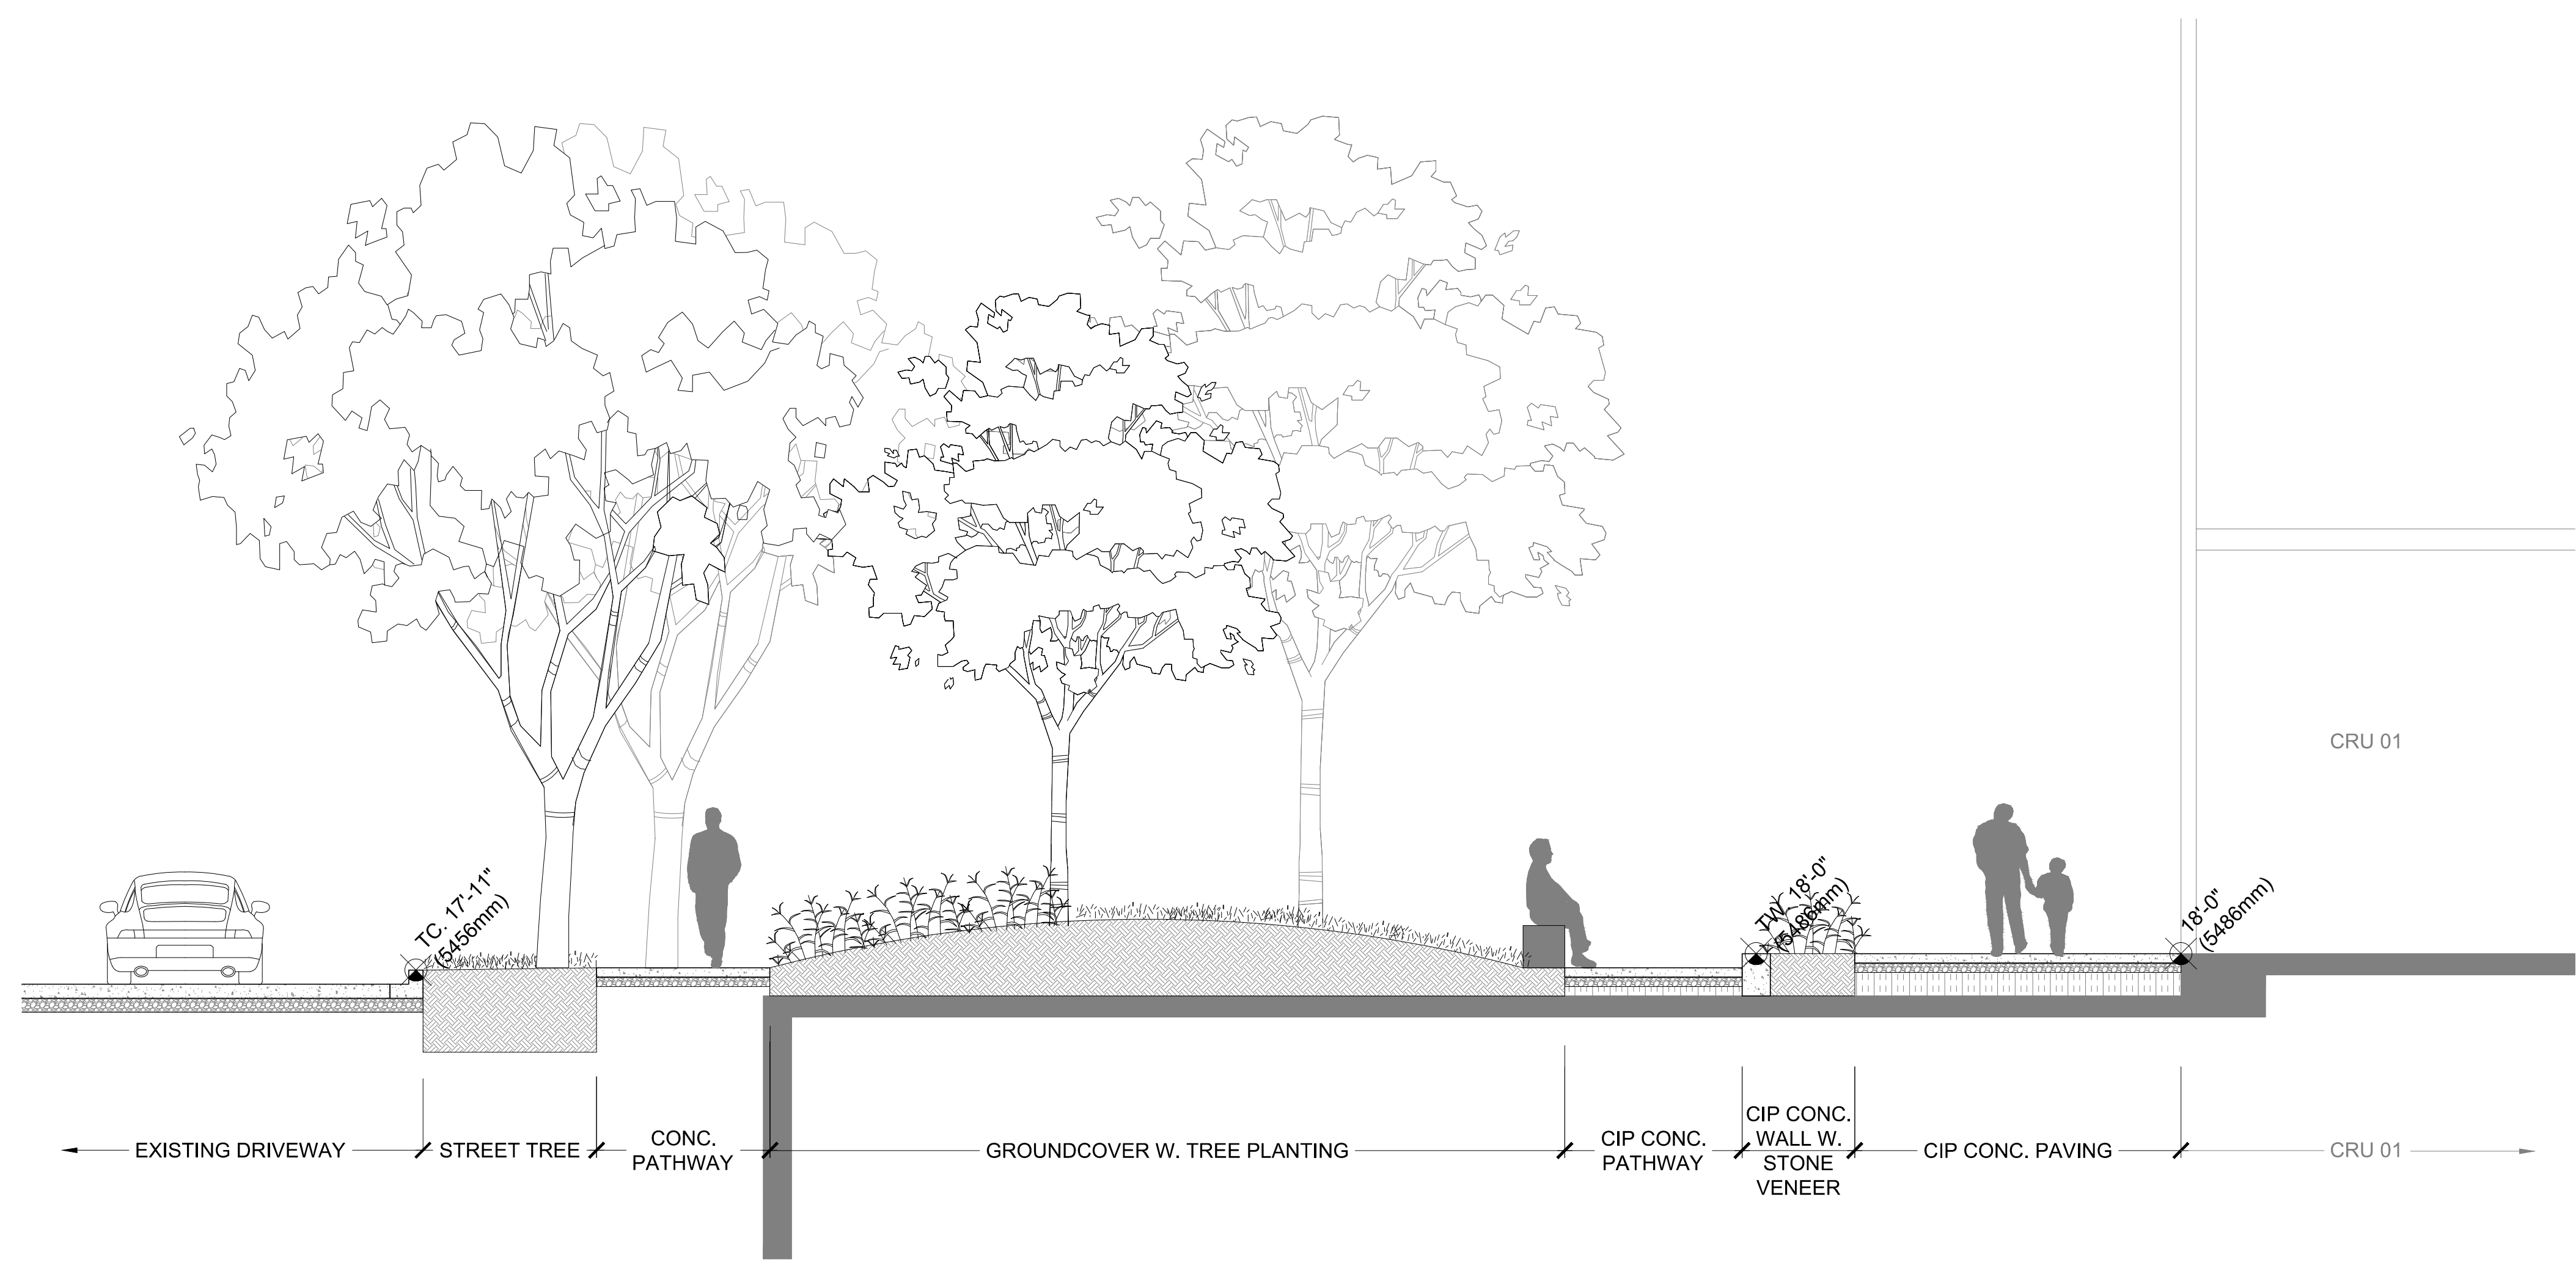 CRU 01
TC. 17'-11"
(5456mm)
TW. 18'-0"
(5486mm)
18'-0"
(5486mm)
EXISTING DRIVEWAY
STREET TREE
CONC.
PATHWAY
GROUNDCOVER W. TREE PLANTING
CIP CONC.
PATHWAY
CIP CONC.
WALL W.
STONE
VENEER
CIP CONC. PAVING
CRU 01